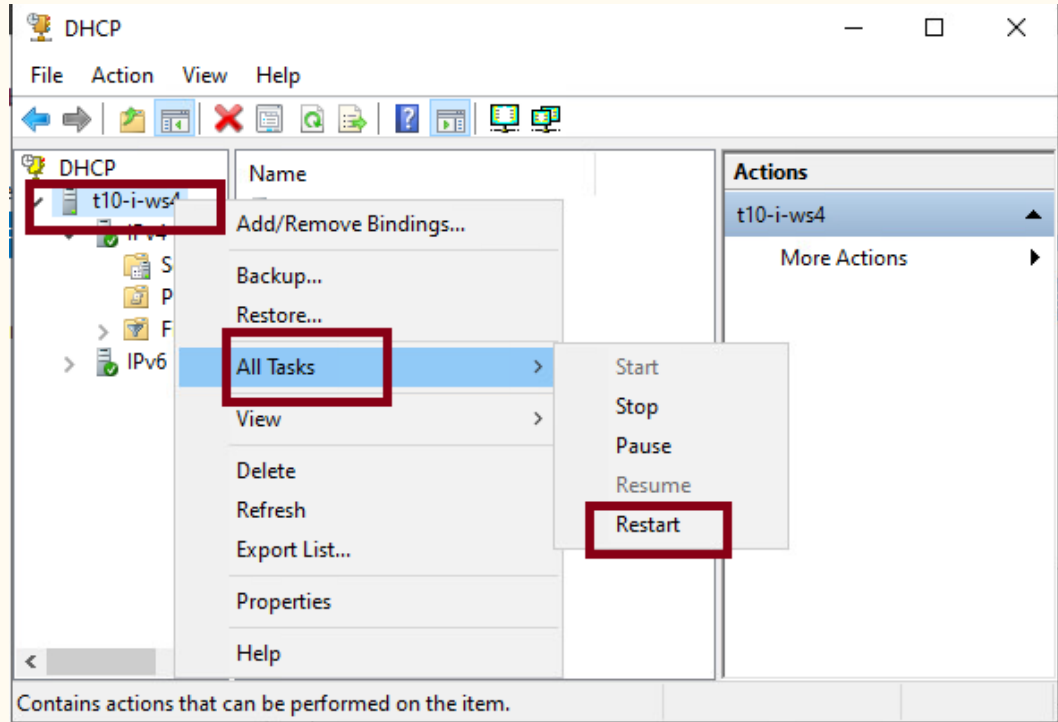 DHCP
File Action View Help
DHCP
t10-i-ws4
IPv4
S
P
F
IPv6
Name
Add/Remove Bindings...
Backup...
Restore...
All Tasks
View
Delete
Refresh
Export List...
Properties
Help
Start
Stop
Pause
Resume
Restart
Actions
t10-i-ws4
More Actions
Contains actions that can be performed on the item.